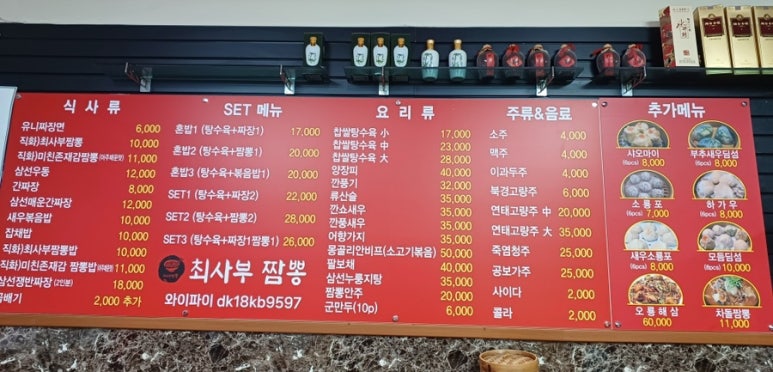 식사류
유니짜장면 6,000
직화)최사부짬뽕 10,000
직화)미친존재감짬뽕 11,000
삼선우동 12,000
간짜장 8,000
삼선매운간짜장 12,000
새우볶음밥 10,000
잡채밥 10,000
직화)최사부짬뽕밥 10,000
직화)미친존재감 짬뽕밥 11,000
삼선쟁반짜장 (2인분) 18,000
곱배기 2,000 추가
SET 메뉴
혼밥1 (탕수육+짜장1) 17,000
혼밥2 (탕수육+짬뽕1) 20,000
혼밥3 (탕수육+볶음밥1) 20,000
SET1 (탕수육+짜장2) 22,000
SET2 (탕수육+짬뽕2) 28,000
SET3 (탕수육+짜장1짬뽕1) 26,000
최사부 짬뽕
와이파이 dk18kb9597
요리류
찹쌀탕수육 小 17,000
찹쌀탕수육 中 23,000
찹쌀탕수육 大 28,000
양장피 40,000
깐풍기 32,000
류산슬 40,000
깐쇼새우 35,000
깐풍새우 35,000
어향가지 35,000
몽골리안비프(소고기볶음) 50,000
팔보채 40,000
삼선누룽지탕 35,000
짬뽕안주 20,000
군만두(10p) 6,000
주류&음료
소주 4,000
맥주 4,000
이과두주 4,000
북경고량주 6,000
연태고량주 中 20,000
연태고량주 大 35,000
죽엽청주 25,000
공보가주 25,000
사이다 2,000
콜라 2,000
추가메뉴
샤오마이 (6pcs) 8,000
부추새우딤섬 (6pcs) 8,000
소룡포 (6pcs) 7,000
하가우 (6pcs) 8,000
새우소룡포 (6pcs) 8,000
모듬딤섬 (6pcs) 10,000
오룡해삼 60,000
차돌짬뽕 11,000